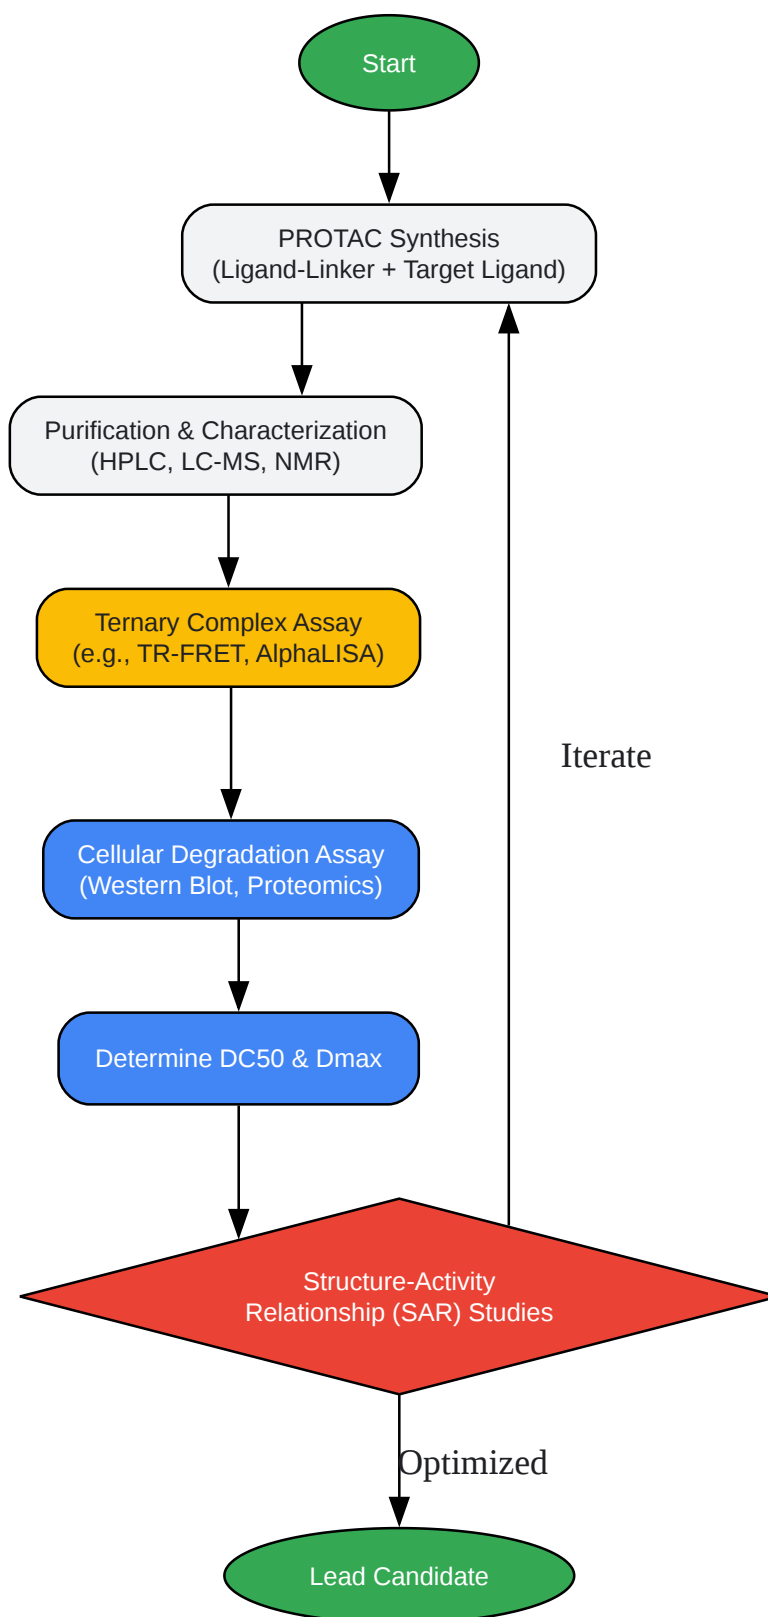 Start
PROTAC Synthesis
(Ligand-Linker + Target Ligand)
Purification & Characterization
(HPLC, LC-MS, NMR)
Ternary Complex Assay
(e.g., TR-FRET, AlphaLISA)
Iterate
Cellular Degradation Assay
(Western Blot, Proteomics)
Determine DC50 & Dmax
Structure-Activity
Relationship (SAR) Studies
Optimized
Lead Candidate